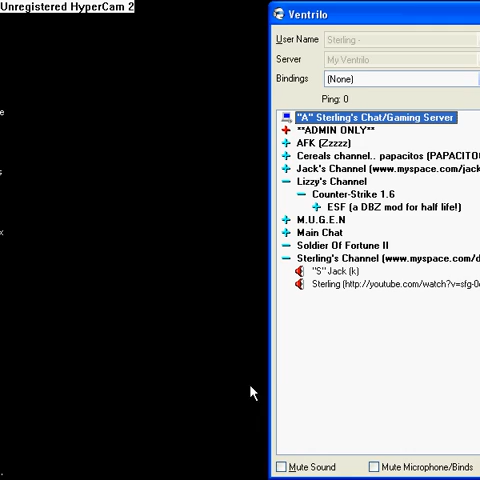 Unregistered HyperCam 2
Ventrilo
User Name Sterling -
Server My Ventrilo
Bindings (None)
Ping: 0
"A" Sterling's Chat/Gaming Server
**ADMIN ONLY**
AFK (Zzzzz)
Cereals channel.. papacitos (PAPACITO
Jack's Channel (www.myspace.com/jack
Lizzy's Channel
Counter-Strike 1.6
ESF (a DBZ mod for half life!)
M.U.G.E.N
Main Chat
Soldier Of Fortune II
Sterling's Channel (www.myspace.com/d
"S" Jack (k)
Sterling (http://youtube.com/watch?v=sfg-0
Mute Sound
Mute Microphone/Binds